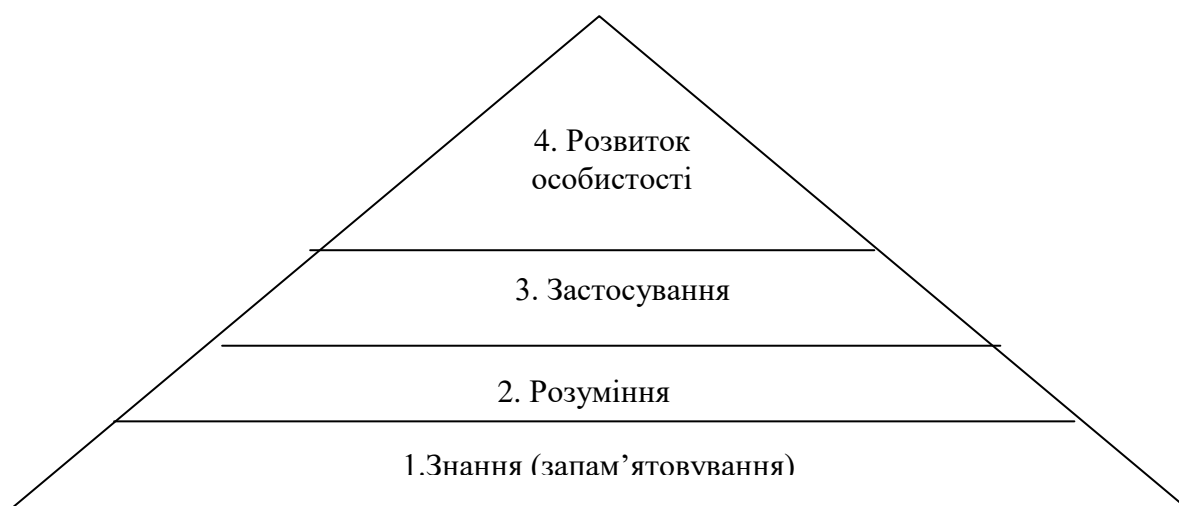 4. Розвиток
особистості
3. Застосування
2. Розуміння
1.Знання (запам’ятовування)